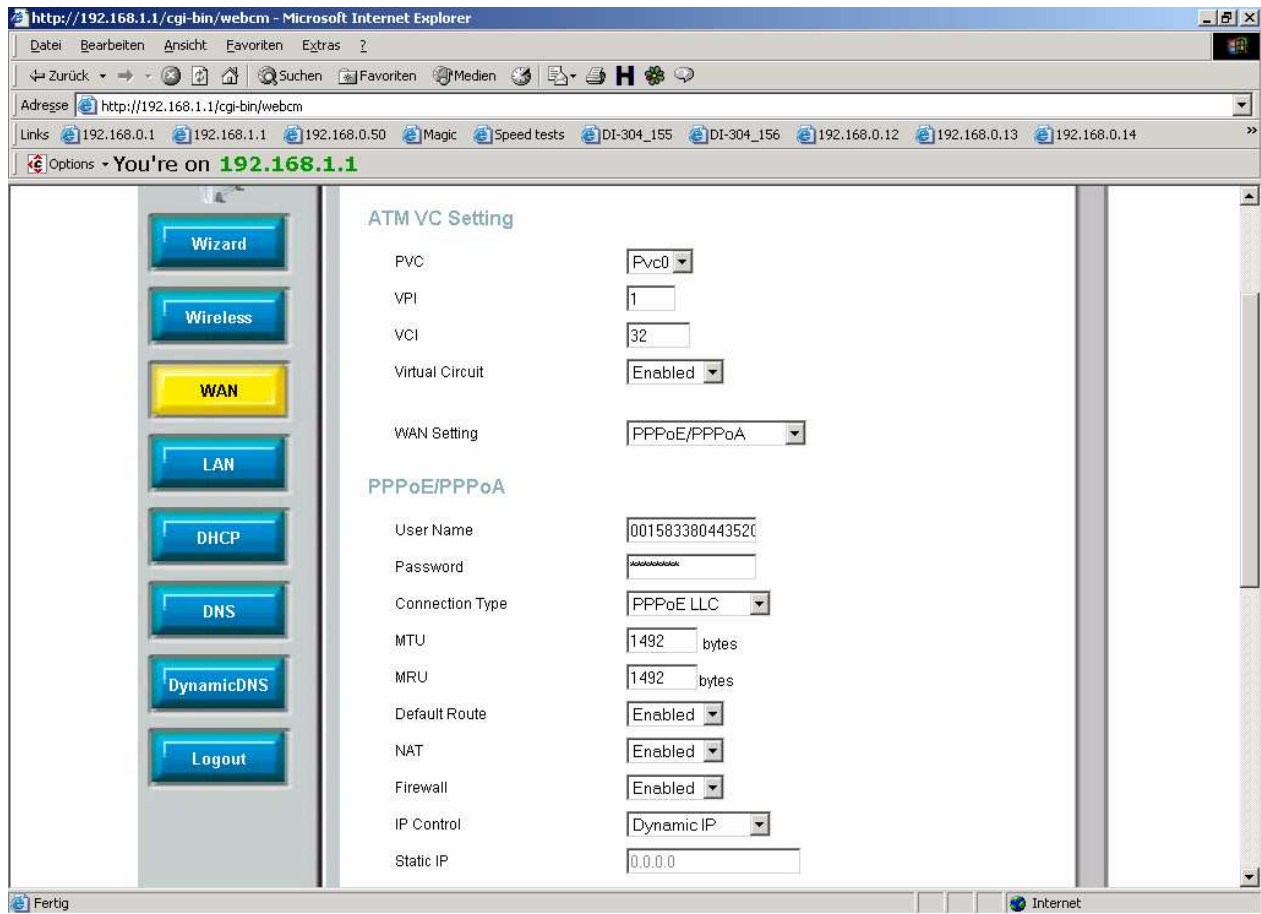 http://192.168.1.1/cgi-bin/webcm - Microsoft Internet Explorer
Datei Bearbeiten Ansicht Favoriten Extras ?
Zurück Suchen Favoriten Medien H
Adresse http://192.168.1.1/cgi-bin/webcm
Links 192.168.0.1 192.168.1.1 192.168.0.50 Magic Speed tests DI-304_155 DI-304_156 192.168.0.12 192.168.0.13 192.168.0.14 »
Options You're on 192.168.1.1
Wizard
Wireless
WAN
LAN
DHCP
DNS
DynamicDNS
Logout
ATM VC Setting
PVC Pvc0
VPI 1
VCI 32
Virtual Circuit Enabled
WAN Setting PPPoE/PPPoA
PPPoE/PPPoA
User Name 001583380443520
Password *********
Connection Type PPPoE LLC
MTU 1492 bytes
MRU 1492 bytes
Default Route Enabled
NAT Enabled
Firewall Enabled
IP Control Dynamic IP
Static IP 0.0.0.0
Fertig Internet